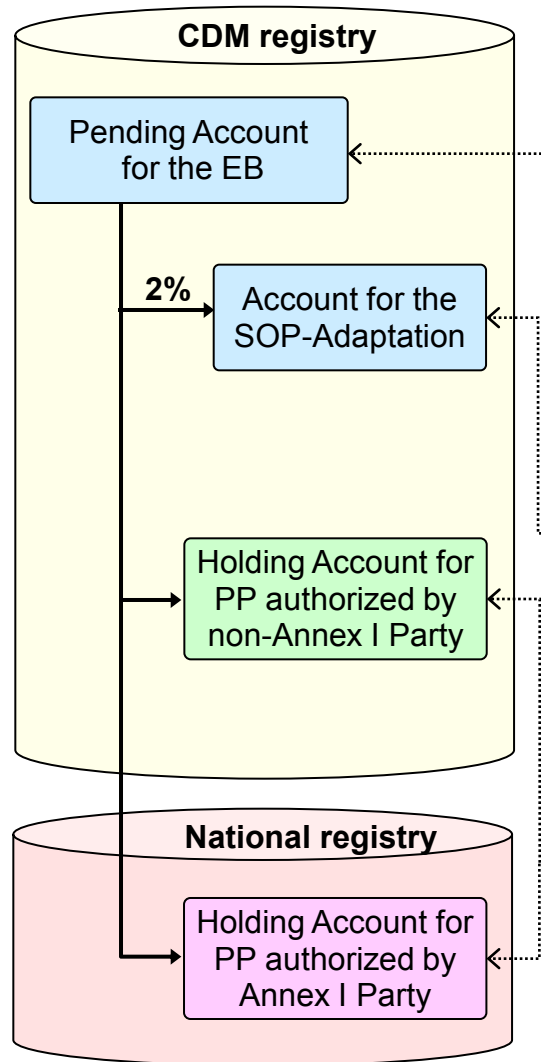 CDM registry
Pending Account
for the EB
2%
Account for the
SOP-Adaptation
Holding Account for
PP authorized by
non-Annex I Party
National registry
Holding Account for
PP authorized by
Annex I Party